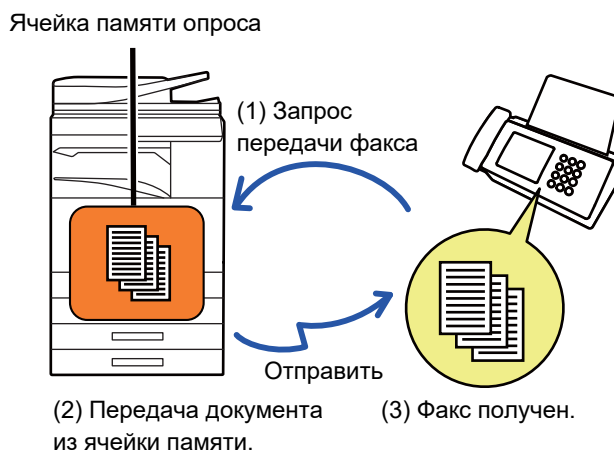 Ячейка памяти опроса
(1) Запрос
передачи факса
Отправить
(2) Передача документа
из ячейки памяти.
(3) Факс получен.